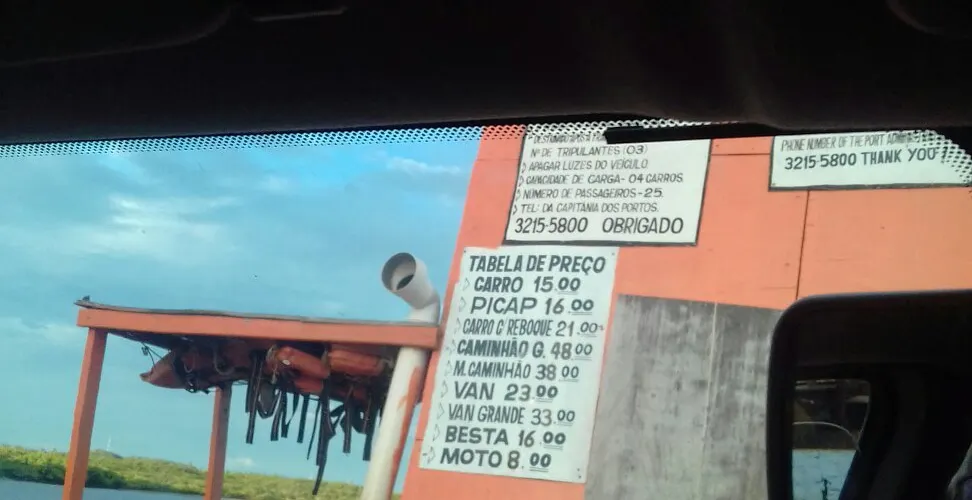 Nº DE TRIPULANTES (03)
APAGAR LUZES DO VEÍCULO
CAPACIDADE DE CARGA - 04 CARROS.
NÚMERO DE PASSAGEIROS - 25.
TEL: DA CAPITANIA DOS PORTOS.
3215-5800 OBRIGADO
PHONE NUMBER OF THE PORT
3215-5800 THANK YOU
TABELA DE PREÇO
CARRO 15.00
PICAP 16.00
CARRO C/ REBOQUE 21.00
CAMINHÃO G. 48.00
M. CAMINHÃO 38.00
VAN 23.00
VAN GRANDE 33.00
BESTA 16.00
MOTO 8.00